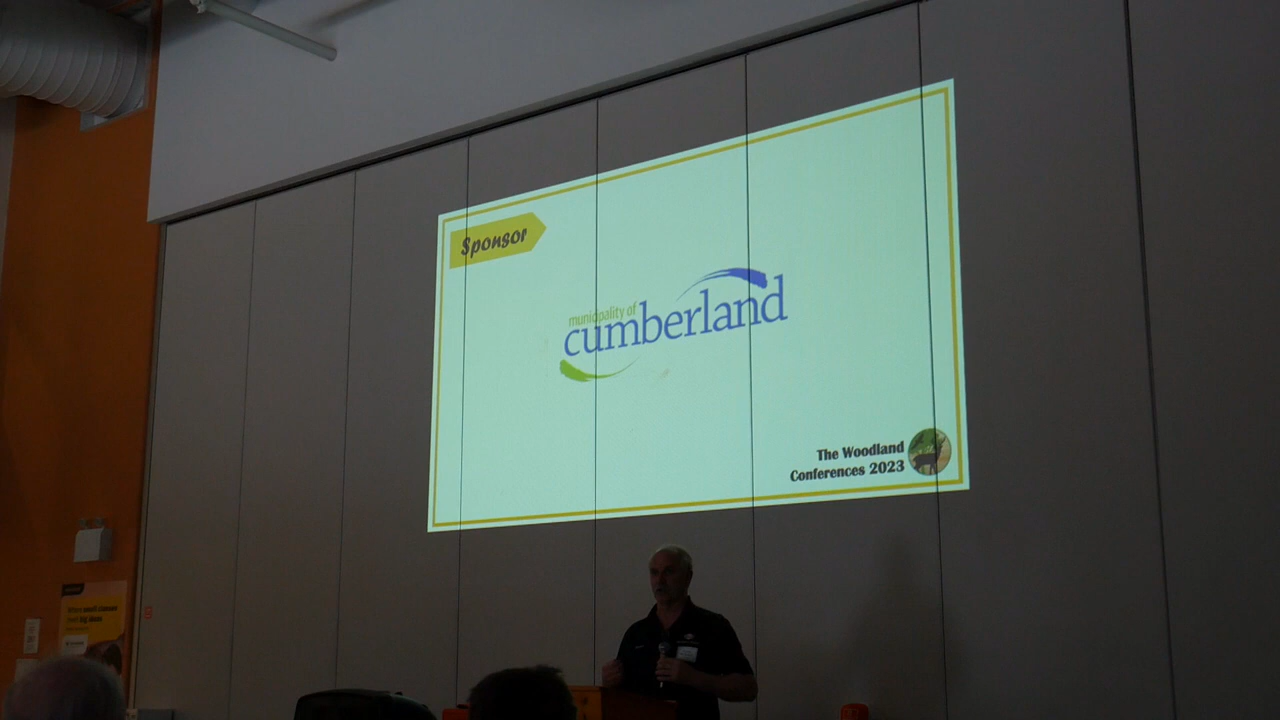 Sponsor
municipality of
cumberland
The Woodland
Conferences 2023